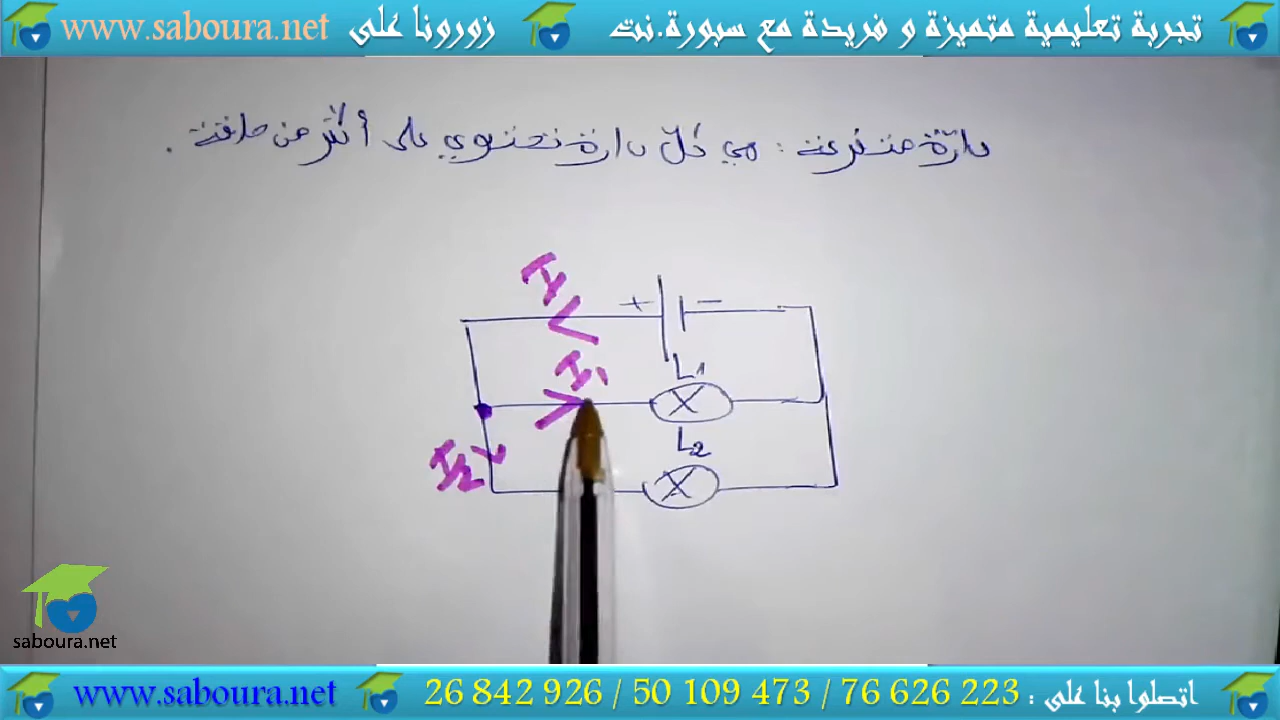 تجربة تعليمية متميزة و فريدة مع سبورة.نت زورونا على www.saboura.net
دارة متفرعة : هي كل دارة تحتوي على أكثر من حلقة .
I
+ −
I1
L1
I2
L2
saboura.net
اتصلوا بنا على : 26 842 926 / 50 109 473 / 76 626 223 www.saboura.net